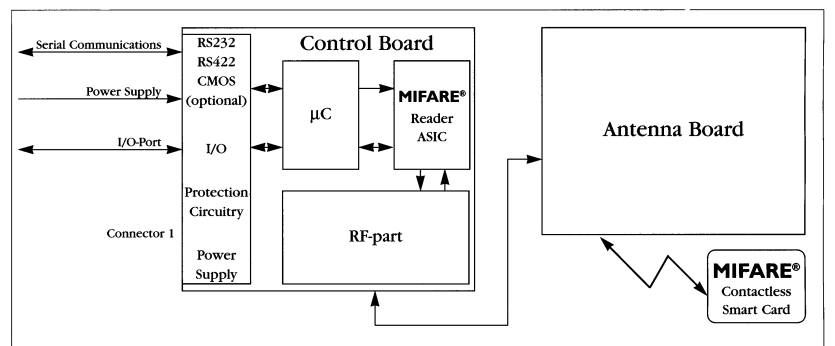 Serial Communications
Power Supply
I/O-Port
Connector 1
RS232
RS422
CMOS
(optional)
I/O
Protection
Circuitry
Power
Supply
Control Board
μC
MIFARE®
Reader
ASIC
RF-part
Antenna Board
MIFARE®
Contactless
Smart Card